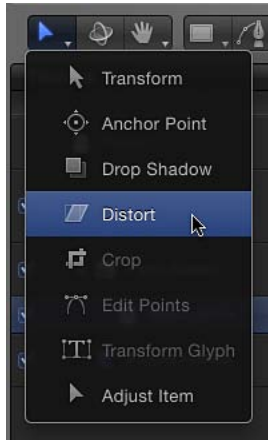 Transform
Anchor Point
Drop Shadow
Distort
Crop
Edit Points
Transform Glyph
Adjust Item